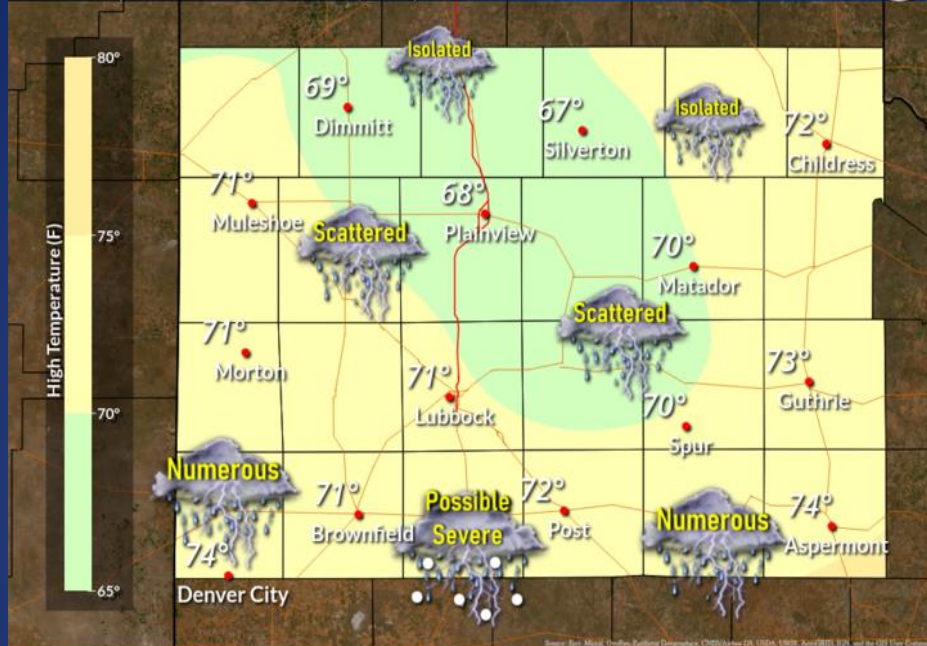 80°
75°
70°
65°
High Temperature (F)
Isolated
69°
Dimmitt
67°
Silverton
Isolated
72°
Childress
71°
Muleshoe
68°
Plainview
Scattered
70°
Matador
Scattered
71°
Morton
71°
Lubbock
73°
Guthrie
70°
Spur
Numerous
71°
Brownfield
Possible
Severe
72°
Post
Numerous
74°
Aspermont
74°
Denver City